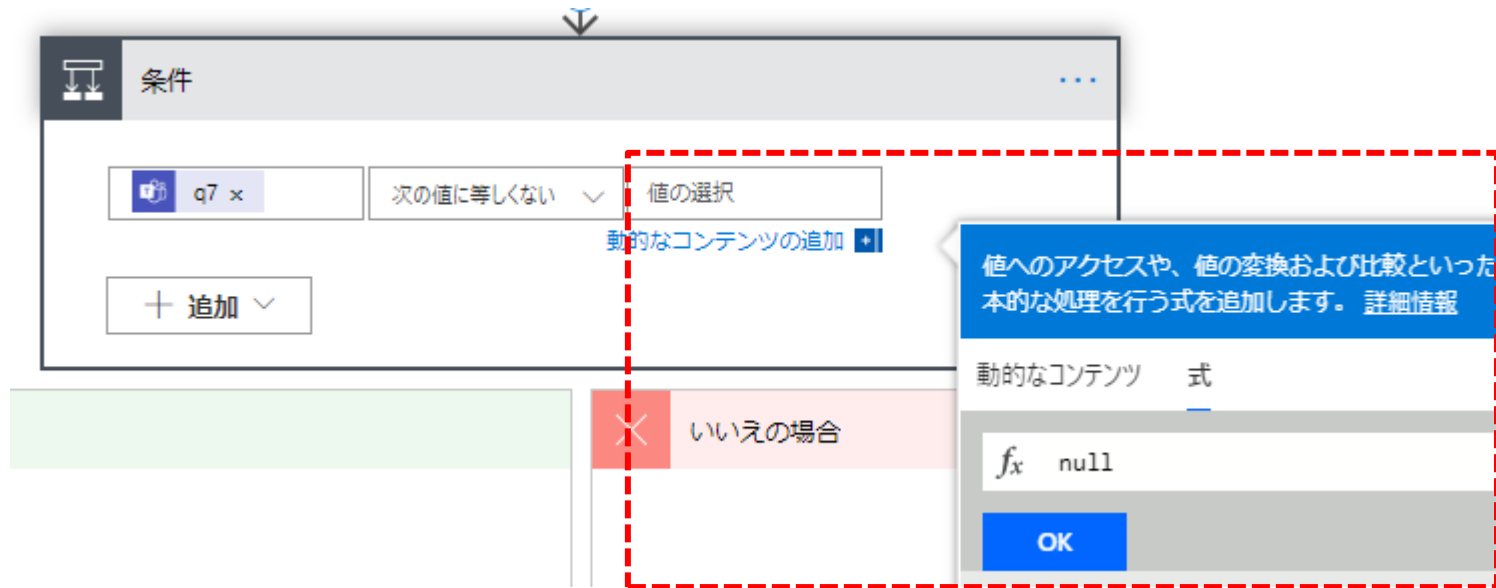 条件
q7 ×
次の値に等しくない
値の選択
動的なコンテンツの追加
追加
値へのアクセスや、値の変換および比較といった
本的な処理を行う式を追加します。 詳細情報
動的なコンテンツ 式
いいえの場合
fx null
OK